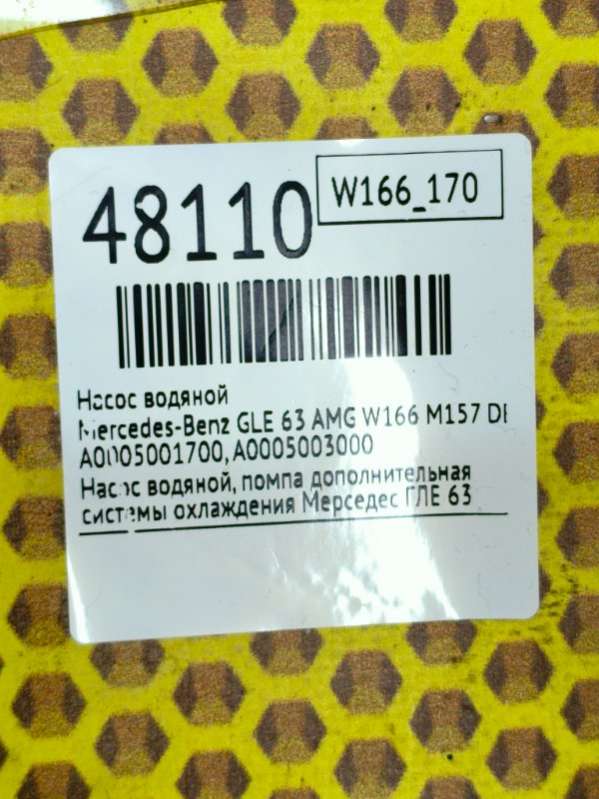 48110
W166_170
Насос водяной
Mercedes-Benz GLE 63 AMG W166 M157 DE
A0005001700, A0005003000
Насос водяной, помпа дополнительная
системы охлаждения Мерседес ГЛЕ 63